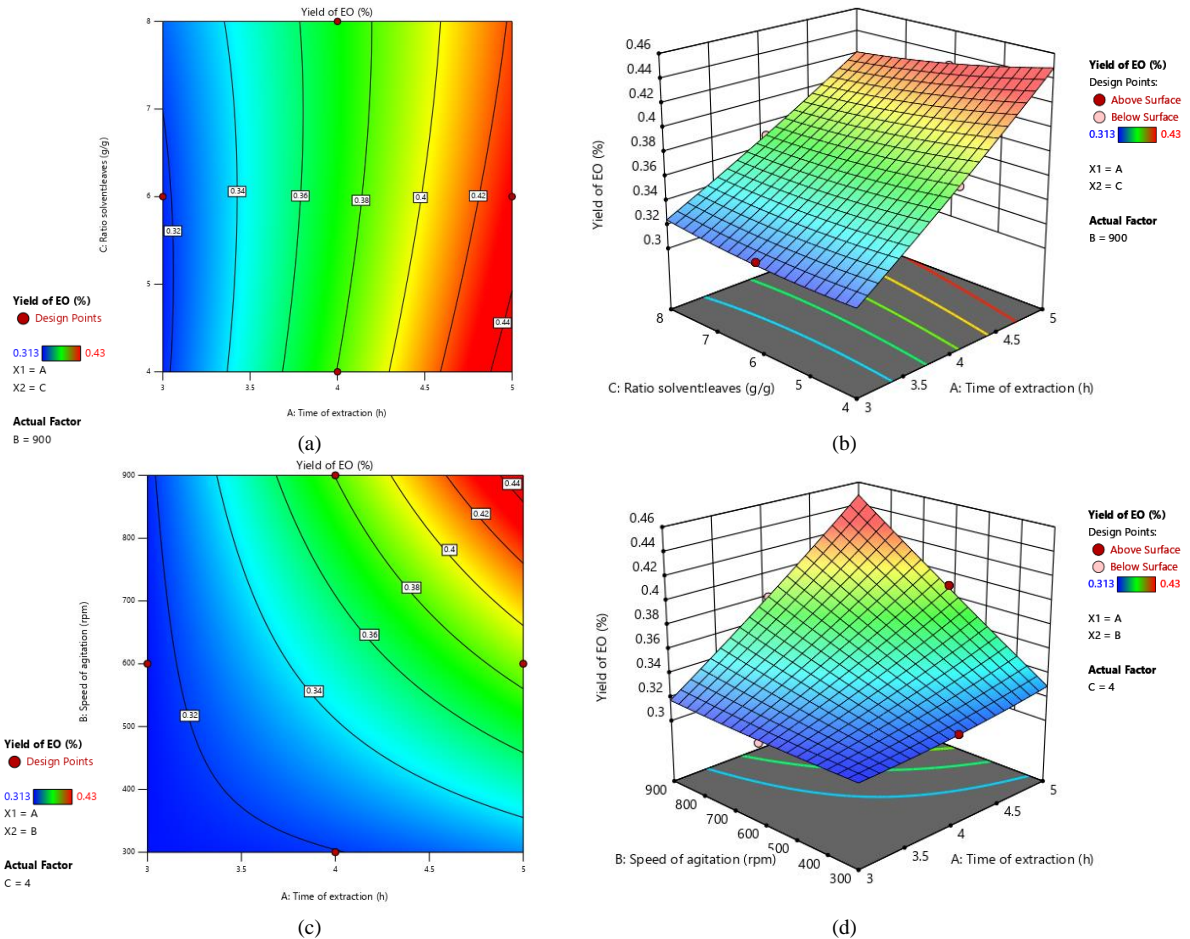 Yield of EO (%)
8
7
6
5
4
C: Ratio solventleaves (g/g)
0.32
0.34
0.36
0.38
0.4
0.42
0.44
3
3.5
4
4.5
5
A: Time of extraction (h)
Yield of EO (%)
Design Points
0.313
0.43
X1 = A
X2 = C
Actual Factor
B = 900
(a)
0.46
0.44
0.42
0.4
0.38
0.36
0.34
0.32
0.3
Yield of EO (%)
8
7
6
5
4
C: Ratio solventleaves (g/g)
3
3.5
4
4.5
5
A: Time of extraction (h)
Yield of EO (%)
Design Points:
Above Surface
Below Surface
0.313
0.43
X1 = A
X2 = C
Actual Factor
B = 900
(b)
Yield of EO (%)
900
800
700
600
500
400
300
B: Speed of agitation (rpm)
0.32
0.34
0.36
0.38
0.4
0.42
0.44
3
3.5
4
4.5
5
A: Time of extraction (h)
Yield of EO (%)
Design Points
0.313
0.43
X1 = A
X2 = B
Actual Factor
C = 4
(c)
0.46
0.44
0.42
0.4
0.38
0.36
0.34
0.32
0.3
Yield of EO (%)
900
800
700
600
500
400
300
B: Speed of agitation (rpm)
3
3.5
4
4.5
5
A: Time of extraction (h)
Yield of EO (%)
Design Points:
Above Surface
Below Surface
0.313
0.43
X1 = A
X2 = B
Actual Factor
C = 4
(d)